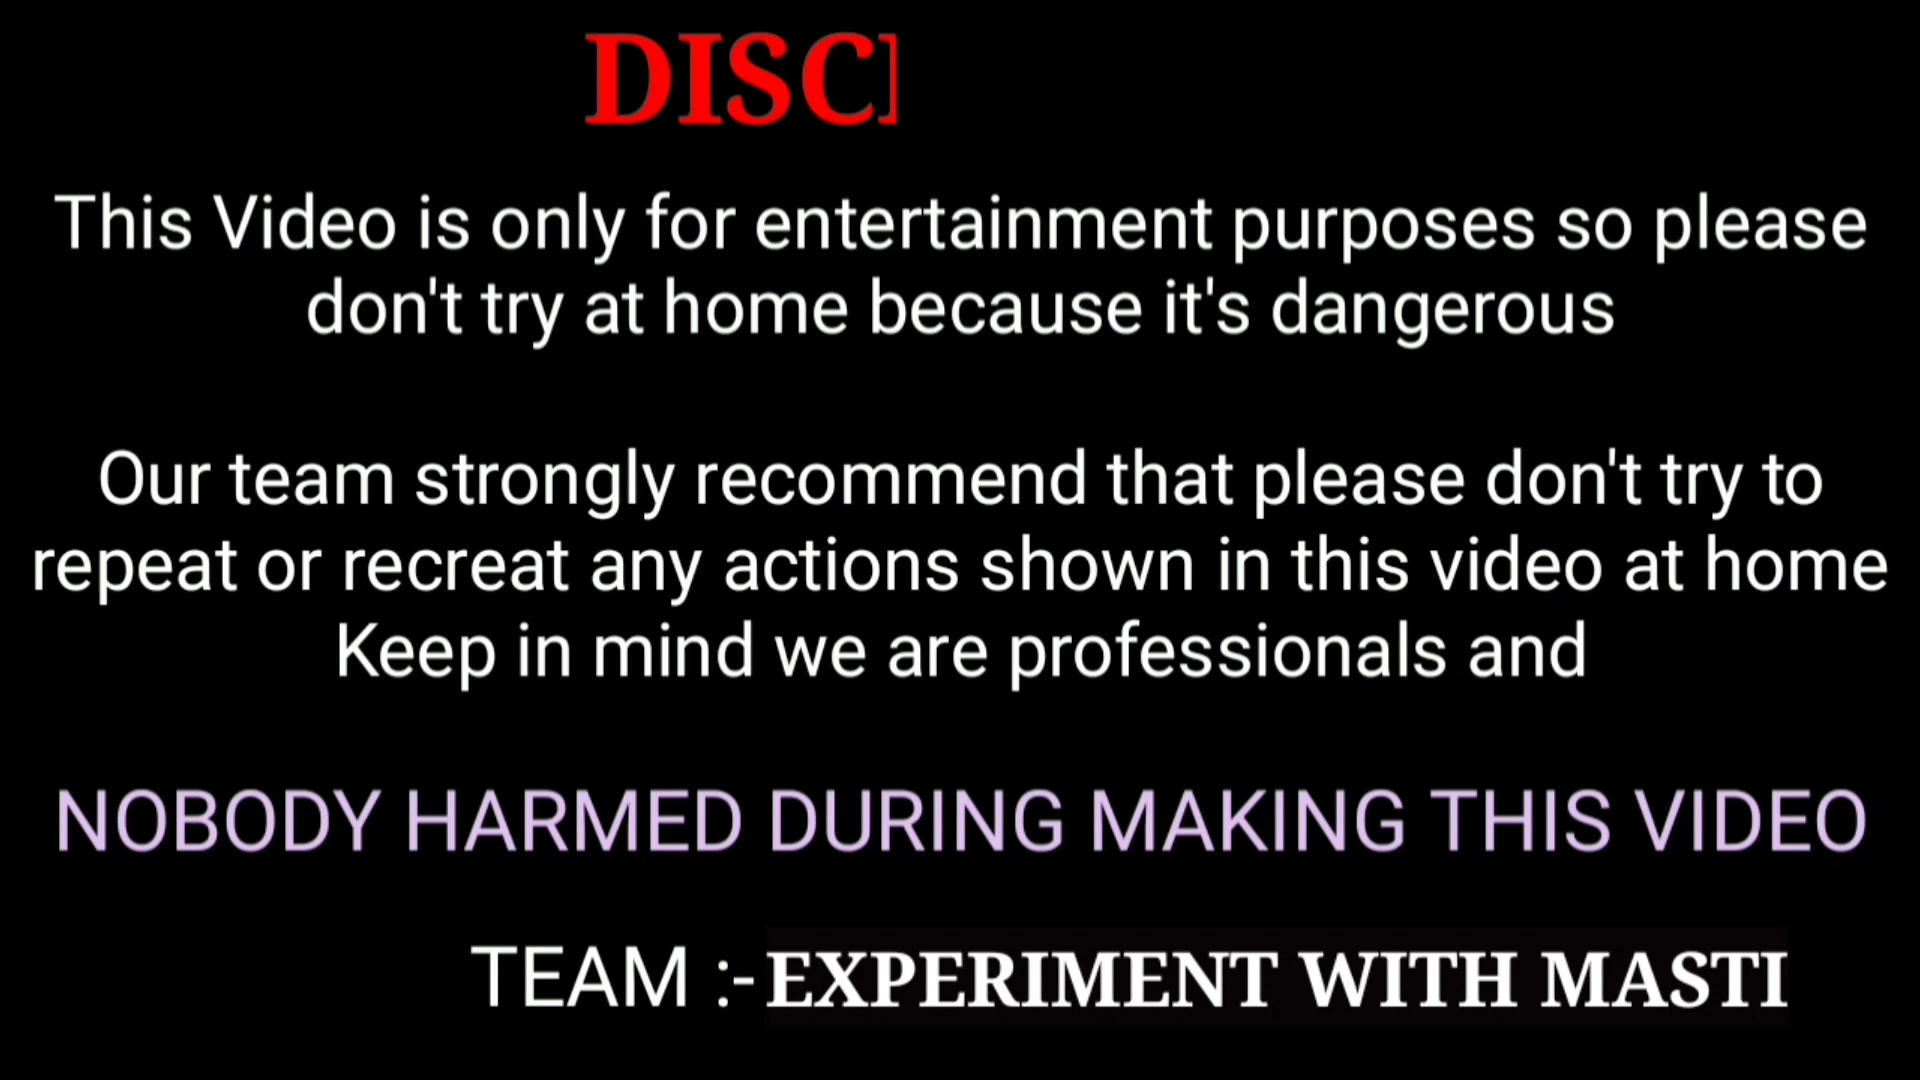 DISC
This Video is only for entertainment purposes so please
don't try at home because it's dangerous
Our team strongly recommend that please don't try to
repeat or recreat any actions shown in this video at home
Keep in mind we are professionals and
NOBODY HARMED DURING MAKING THIS VIDEO
TEAM :- EXPERIMENT WITH MASTI